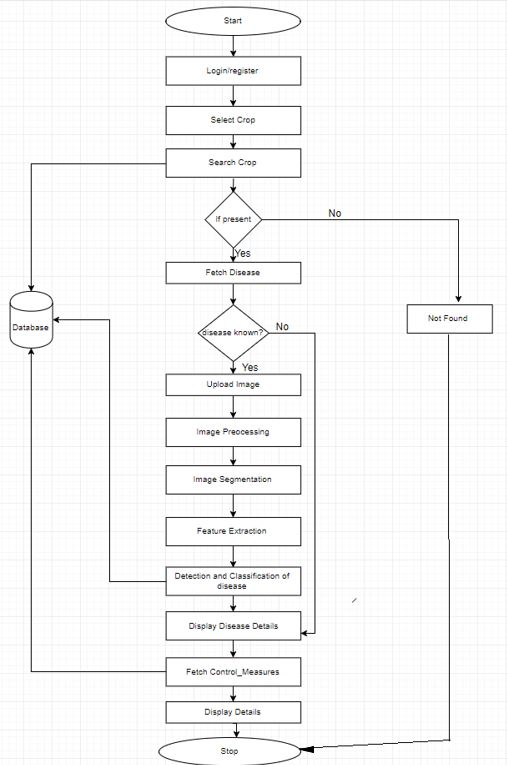 Start
Login/register
Select Crop
Search Crop
If present
No
Yes
Fetch Disease
Database
disease known?
No
Not Found
Yes
Upload Image
Image Preocessing
Image Segmentation
Feature Extraction
Detection and Classification of
disease
Display Disease Details
Fetch Control_Measures
Display Details
Stop